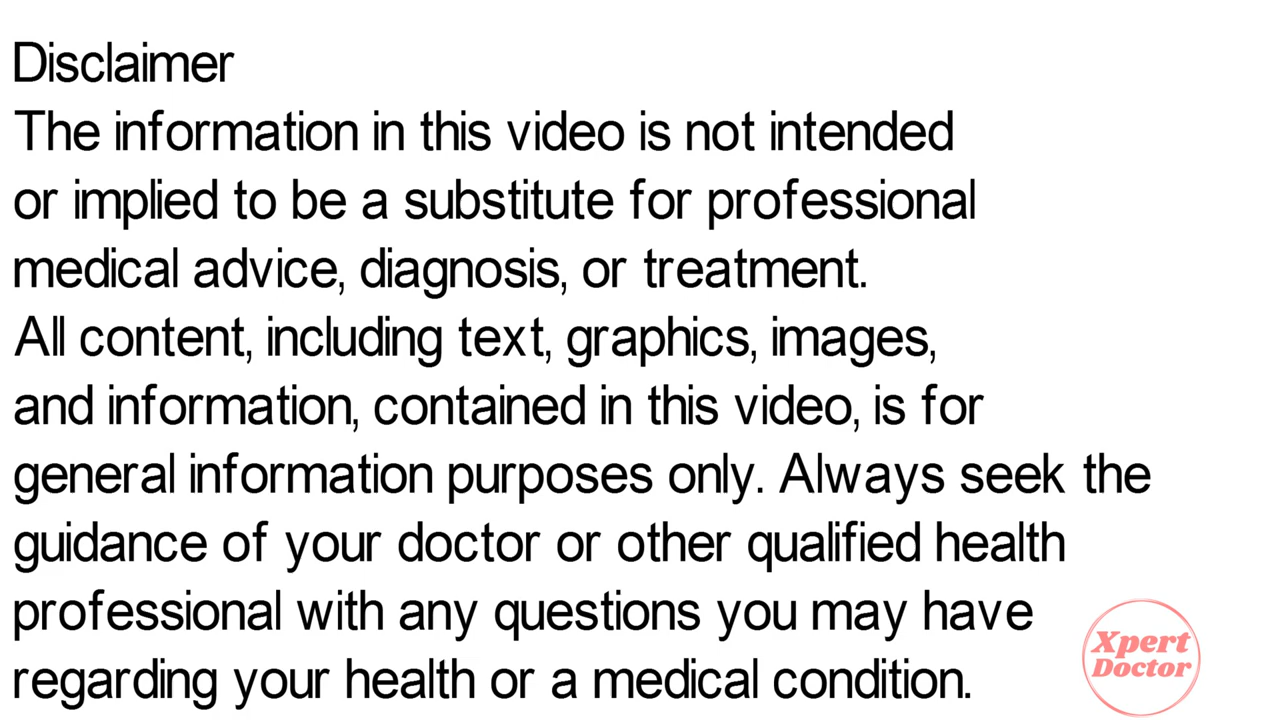 Disclaimer
The information in this video is not intended
or implied to be a substitute for professional
medical advice, diagnosis, or treatment.
All content, including text, graphics, images,
and information, contained in this video, is for
general information purposes only. Always seek the
guidance of your doctor or other qualified health
professional with any questions you may have
regarding your health or a medical condition.
Xpert
Doctor